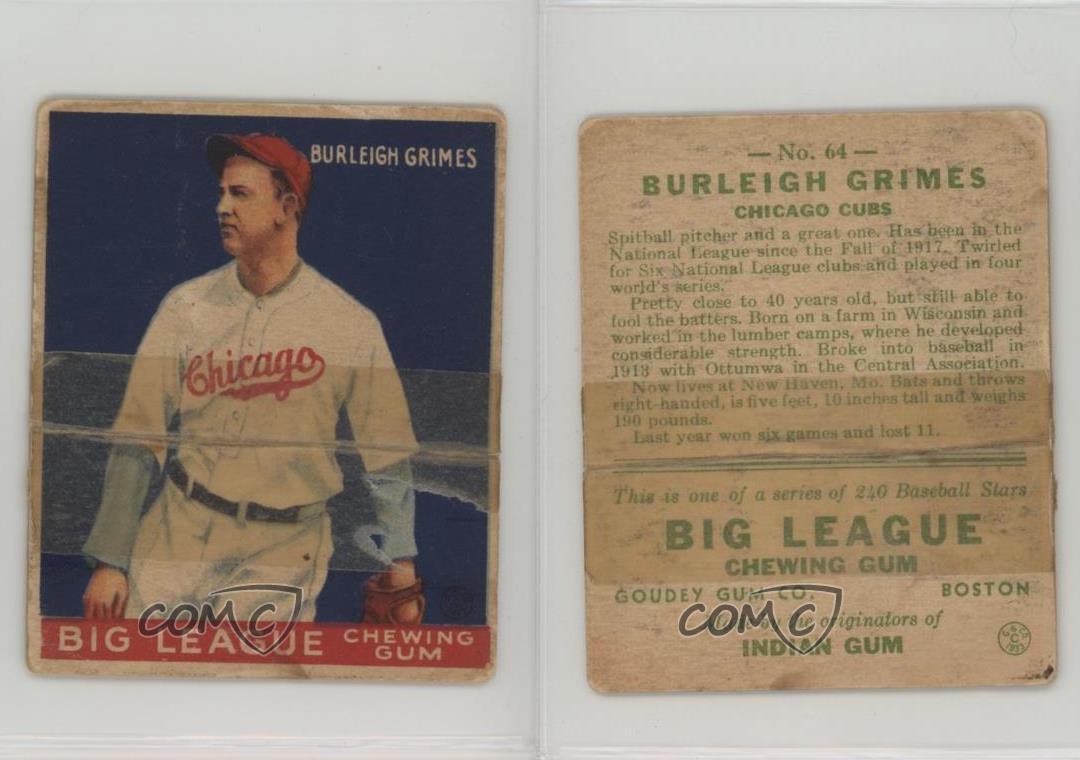 BURLEIGH GRIMES
Chicago
BIG LEAGUE CHEWING GUM
COMC
— No. 64 —
BURLEIGH GRIMES
CHICAGO CUBS
Spitball pitcher and a great one. Has been in the
National League since the Fall of 1917. Twirled
for Six National League clubs and played in four
world's series.
Pretty close to 40 years old, but still able to
fool the batters. Born on a farm in Wisconsin and
worked in the lumber camps, where he developed
considerable strength. Broke into baseball in
1913 with Ottumwa in the Central Association.
Now lives at New Haven, Mo. Bats and throws
right-handed, is five feet, 10 inches tall and weighs
190 pounds.
Last year won six games and lost 11.
This is one of a series of 240 Baseball Stars
BIG LEAGUE
CHEWING GUM
GOUDEY GUM CO. BOSTON
by the originators of
INDIAN GUM
COMC
G. G. Co.
C
1933